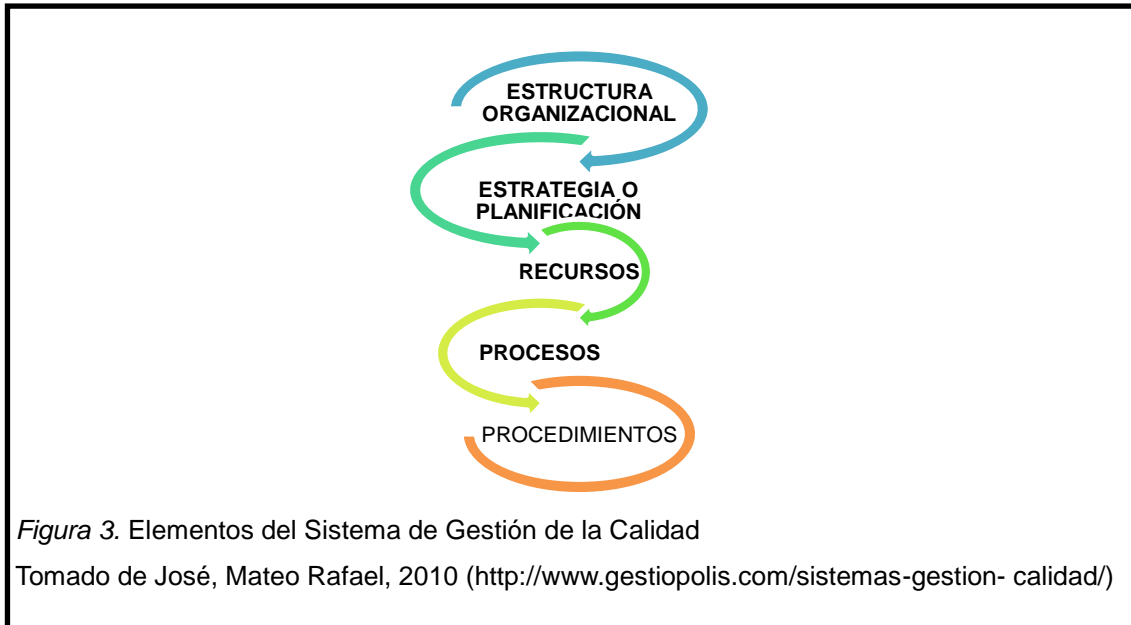 ESTRUCTURA
ORGANIZACIONAL
ESTRATEGIA O
PLANIFICACIÓN
RECURSOS
PROCESOS
PROCEDIMIENTOS
Figura 3. Elementos del Sistema de Gestión de la Calidad
Tomado de José, Mateo Rafael, 2010 (http://www.gestiopolis.com/sistemas-gestion- calidad/)